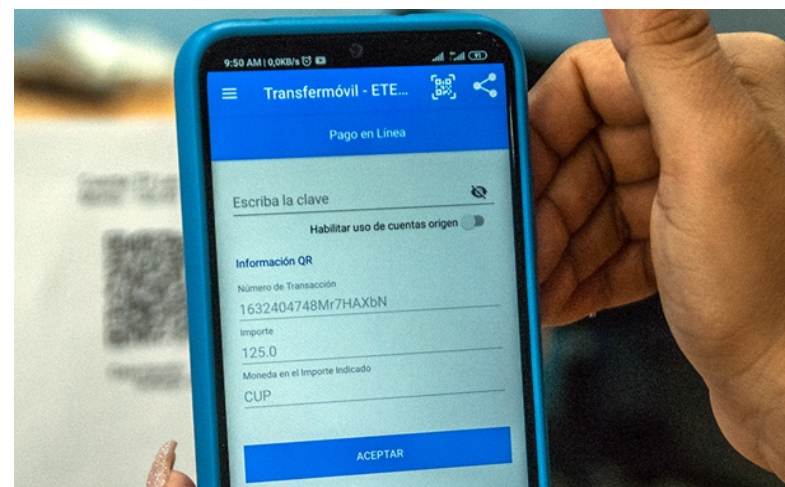 9:50 AM | 0,0KB/s
Transfermóvil - ETE...
Pago en Línea
Escriba la clave
Habilitar uso de cuentas origen
Información QR
Número de Transacción
1632404748Mr7HAXbN
Importe
125.0
Moneda en el Importe Indicado
CUP
ACEPTAR